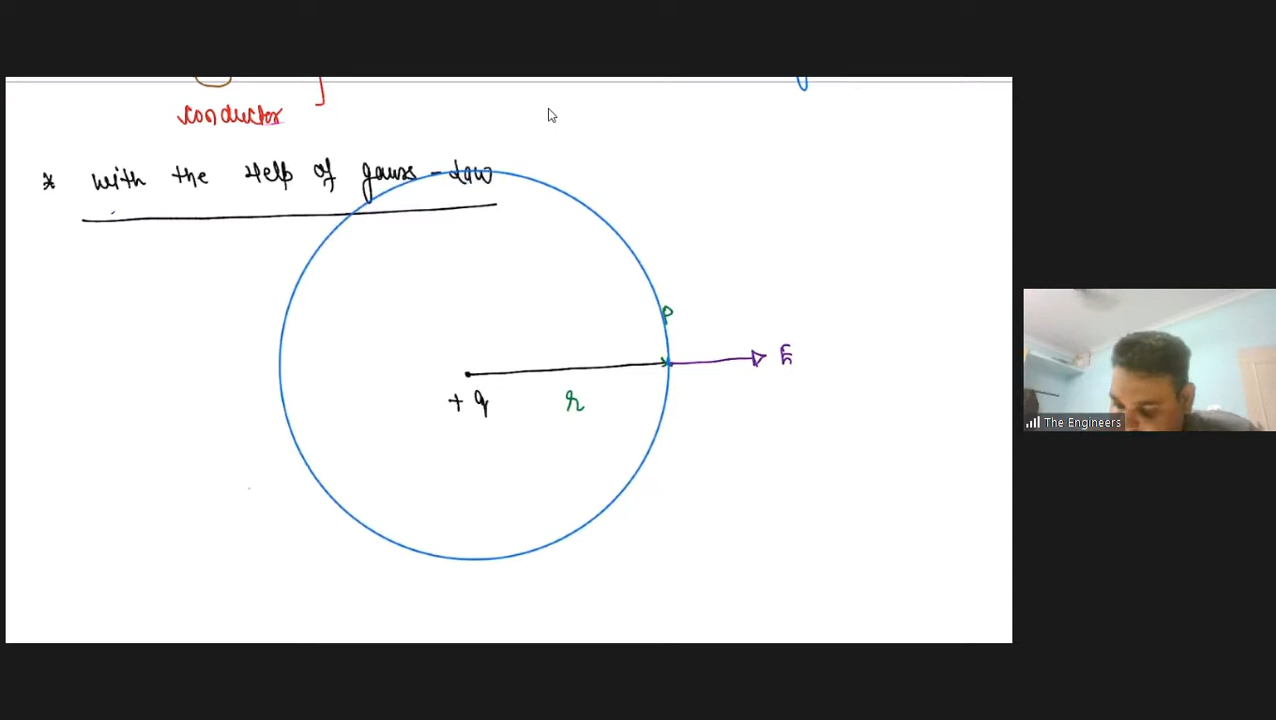 conductor
* with the Help of gauss - Law
P
E
+ q
r
The Engineers